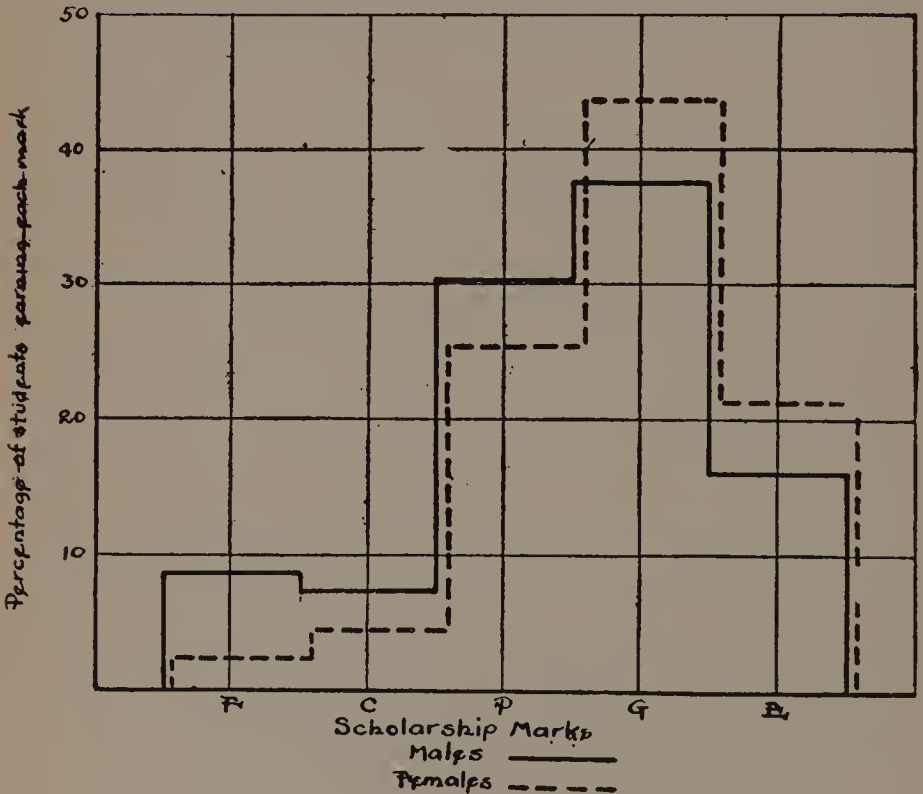 50
40
30
20
10
Percentage of students earning each mark
F C P G E
Scholarship Marks
Males
Females